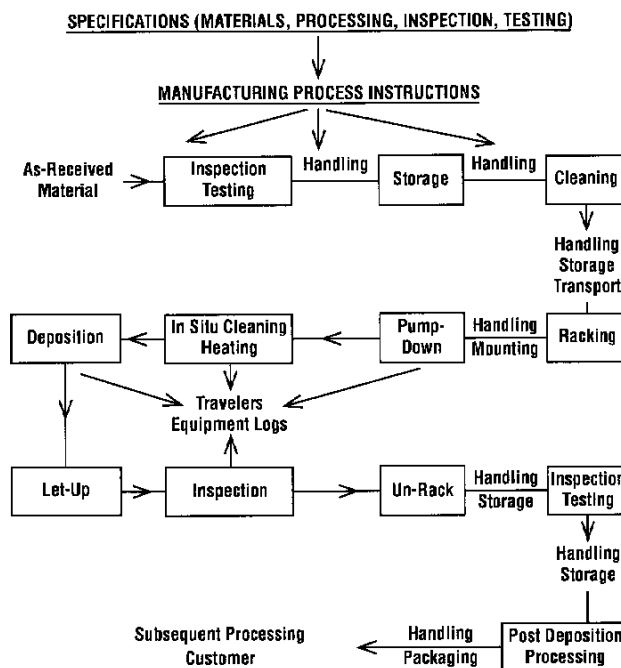 SPECIFICATIONS (MATERIALS, PROCESSING, INSPECTION, TESTING)
MANUFACTURING PROCESS INSTRUCTIONS
As-Received
Material
Inspection
Testing
Handling
Storage
Handling
Cleaning
Handling
Storage
Transport
Deposition
In Situ Cleaning
Heating
Pump-
Down
Handling
Mounting
Racking
Travelers
Equipment Logs
Let-Up
Inspection
Un-Rack
Handling
Storage
Inspection
Testing
Handling
Storage
Subsequent Processing
Customer
Handling
Packaging
Post Deposition
Processing